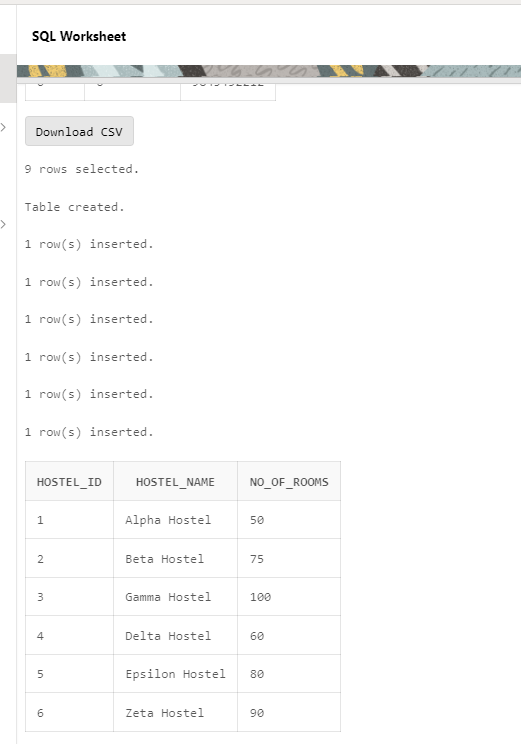 SQL Worksheet
Download CSV
9 rows selected.
Table created.
1 row(s) inserted.
1 row(s) inserted.
1 row(s) inserted.
1 row(s) inserted.
1 row(s) inserted.
1 row(s) inserted.
HOSTEL_ID HOSTEL_NAME NO_OF_ROOMS
1 Alpha Hostel 50
2 Beta Hostel 75
3 Gamma Hostel 100
4 Delta Hostel 60
5 Epsilon Hostel 80
6 Zeta Hostel 90